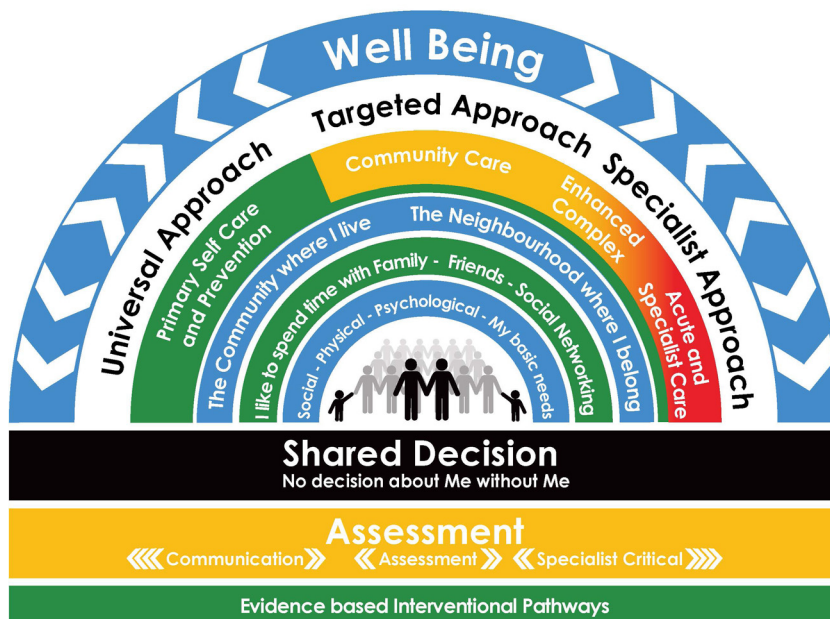 Well Being
Universal Approach
Targeted Approach
Specialist Approach
Primary Self Care
and Prevention
Community Care
Enhanced
Complex
Acute and
Specialist Care
The Community where I live
The Neighbourhood where I belong
I like to spend time with Family - Friends - Social Networking
Social - Physical - Psychological - My basic needs
Shared Decision
No decision about Me without Me
Assessment
Communication
Assessment
Specialist Critical
Evidence based Interventional Pathways